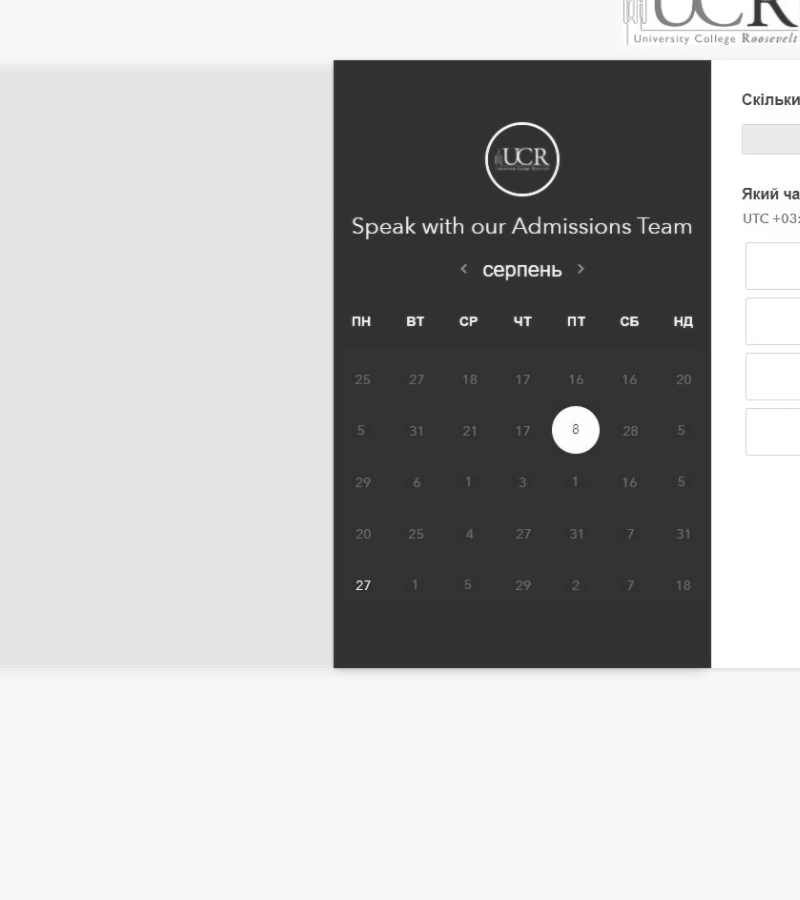 UCR
University College Roosevelt
Скільки
UCR
University College Roosevelt
Speak with our Admissions Team
Який ча
UTC +03:
< серпень >
ПН ВТ СР ЧТ ПТ СБ НД
25 27 18 17 16 16 20
5 31 21 17 8 28 5
29 6 1 3 1 16 5
20 25 4 27 31 7 31
27 1 5 29 2 7 18